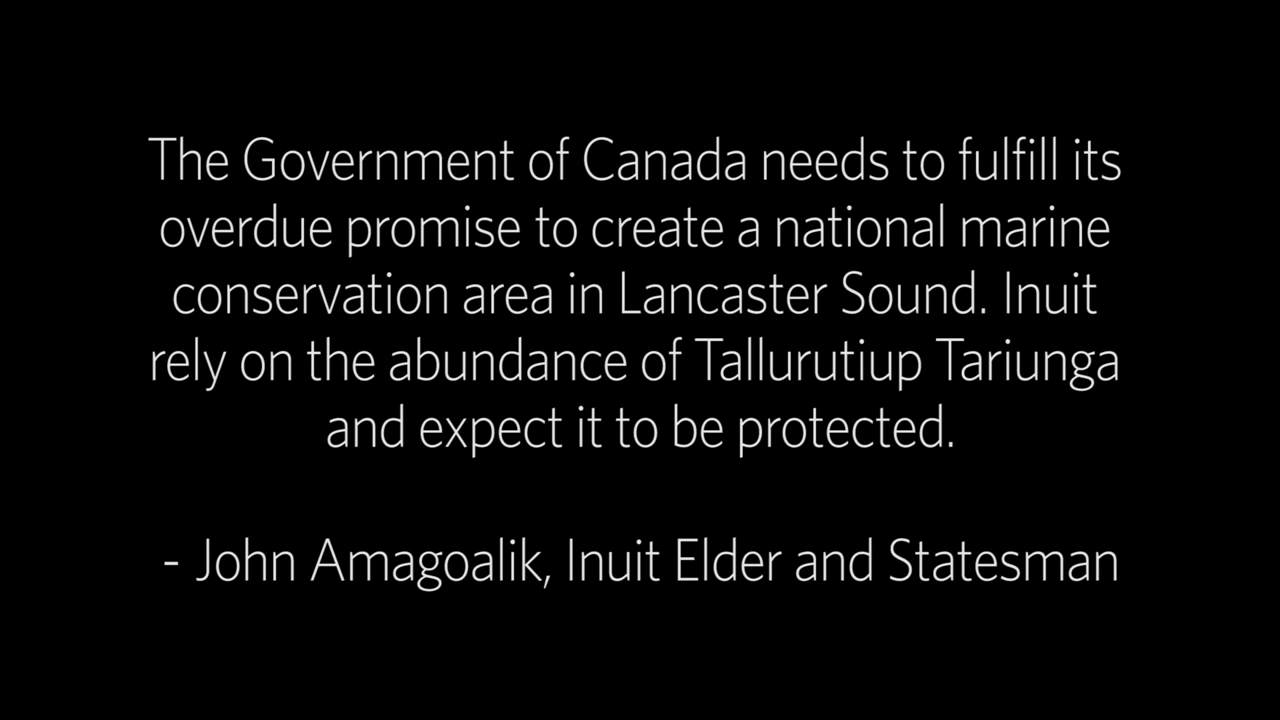 The Government of Canada needs to fulfill its
overdue promise to create a national marine
conservation area in Lancaster Sound. Inuit
rely on the abundance of Tallurutiup Tariunga
and expect it to be protected.
- John Amagoalik, Inuit Elder and Statesman